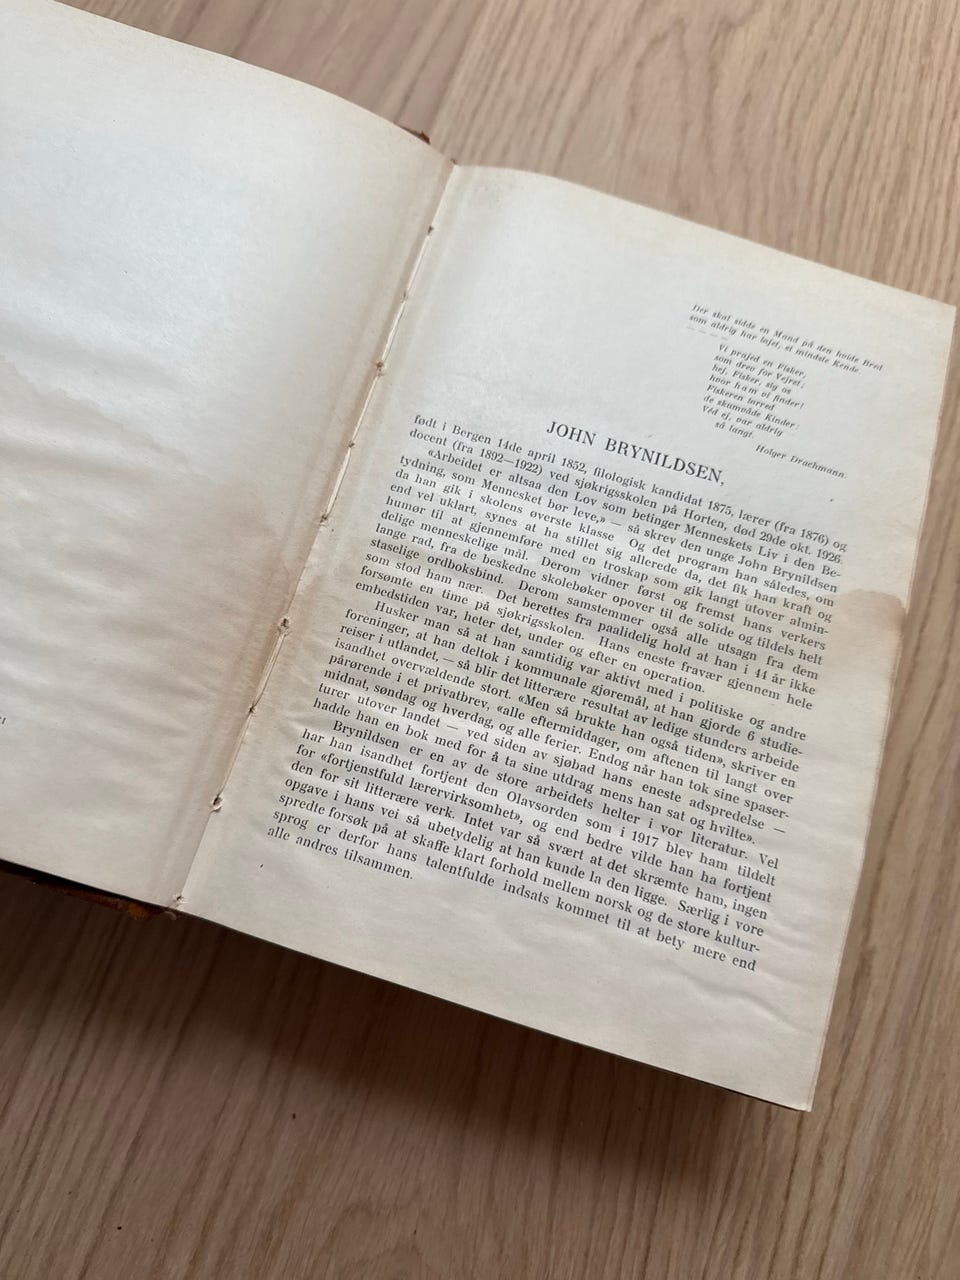 Der skal sidde en Mand på den hvide Bred
som aldrig har løjet, ei mindste Kende.
— — — —
Vi prajed en Fisker,
som drev for Vejret:
hej, Fisker, sig os
hvor ham vi finder!
Fiskeren tørred
de skumvåde Kinder:
Véd ej, var aldrig
så langt.
Holger Drachmann.
JOHN BRYNILDSEN,
født i Bergen 14de april 1852, filologisk kandidat 1875, lærer (fra 1876) og
docent (fra 1892—1922) ved sjøkrigsskolen på Horten, død 29de okt. 1926.
«Arbeidet er altsaa den Lov som betinger Menneskets Liv i den Be-
tydning, som Mennesket bør leve,» — så skrev den unge John Brynildsen
da han gik i skolens øverste klasse Og det program han således, om
end vel uklart, synes at ha stillet sig allerede da, det fik han kraft og
humør til at gjennemføre med en troskap som gik langt utover almin-
delige menneskelige mål. Derom vidner først og fremst hans verkers
lange rad, fra de beskedne skolebøker opover til de solide og tildels helt
staselige ordboksbind. Derom samstemmer også alle utsagn fra dem
som stod ham nær. Det berettes fra paalidelig hold at han i 44 år ikke
forsømte en time på sjøkrigsskolen. Hans eneste fravær gjennem hele
embedstiden var, heter det, under og efter en operation.
Husker man så at han samtidig var aktivt med i politiske og andre
foreninger, at han deltok i kommunale gjøremål, at han gjorde 6 studie-
reiser i utlandet, — så blir det litterære resultat av ledige stunders arbeide
isandhet overvældende stort. «Men så brukte han også tiden», skriver en
pårørende i et privatbrev, «alle eftermiddager, om aftenen til langt over
midnat, søndag og hverdag, og alle ferier. Endog når han tok sine spaser-
turer utover landet — ved siden av sjøbad hans eneste adspredelse —
hadde han en bok med for å ta sine utdrag mens han sat og hvilte».
Brynildsen er en av de store arbeidets helter i vor literatur. Vel
har han isandhet fortjent den Olavsorden som i 1917 blev ham tildelt
for «fortjenstfuld lærervirksomhet», og end bedre vilde han ha fortjent
den for sit litterære verk. Intet var så svært at det skræmte ham, ingen
opgave i hans vei så ubetydelig at han kunde la den ligge. Særlig i vore
spredte forsøk på at skaffe klart forhold mellem norsk og de store kultur-
sprog er derfor hans talentfulde indsats kommet til at bety mere end
alle andres tilsammen.